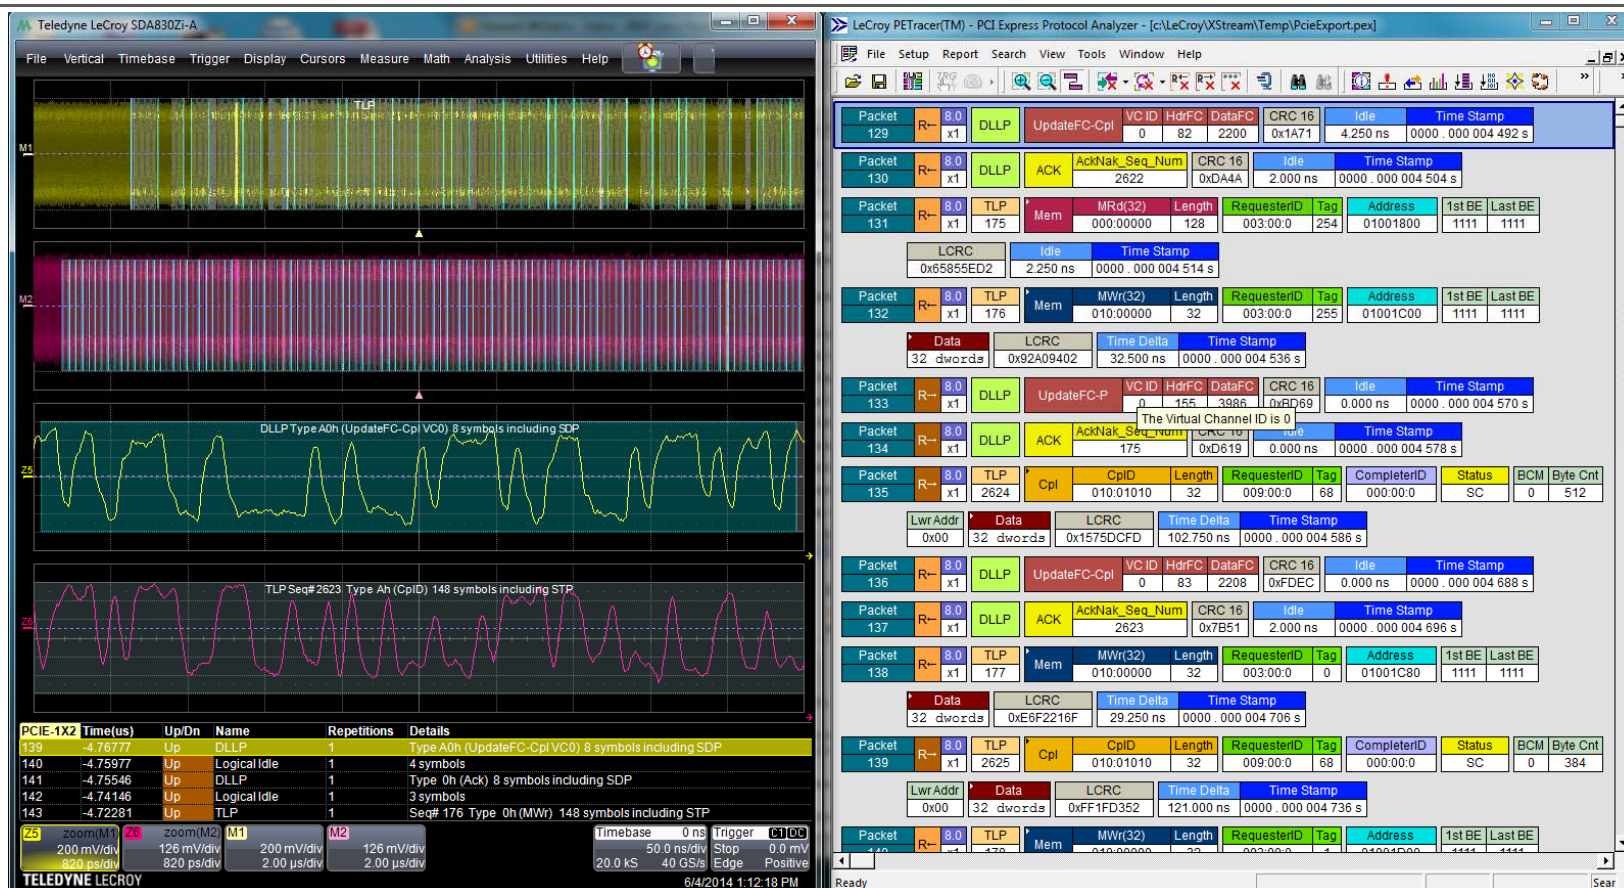 Teledyne LeCroy SDA830Zi-A
File Vertical Timebase Trigger Display Cursors Measure Math Analysis Utilities Help
TLP
M1
M2
DLLP Type A0h (UpdateFC-Cpl VC0) 8 symbols including SDP
Z5
TLP Seq# 2623 Type Ah (CplD) 148 symbols including STP
Z6
PCIE-1X2 Time(us) Up/Dn Name Repetitions Details
139 -4.76777 Up DLLP 1 Type A0h (UpdateFC-Cpl VC0) 8 symbols including SDP
140 -4.75977 Up Logical Idle 1 4 symbols
141 -4.75546 Up DLLP 1 Type 0h (Ack) 8 symbols including SDP
142 -4.74146 Up Logical Idle 1 3 symbols
143 -4.72281 Up TLP 1 Seq# 176 Type 0h (MWr) 148 symbols including STP
Z5 zoom(M1) Z6 zoom(M2) M1 M2 Timebase 0 ns Trigger C1 DC
200 mV/div 126 mV/div 200 mV/div 126 mV/div 50.0 ns/div Stop 0.0 mV
820 ps/div 820 ps/div 2.00 µs/div 2.00 µs/div 20.0 kS 40 GS/s Edge Positive
TELEDYNE LECROY 6/4/2014 1:12:18 PM
LeCroy PETracer(TM) - PCI Express Protocol Analyzer - [c:\LeCroy\XStream\Temp\PcieExport.pex]
File Setup Report Search View Tools Window Help
Packet R← 8.0 DLLP UpdateFC-Cpl VC ID HdrFC DataFC CRC 16 Idle Time Stamp
129 x1 0 82 2200 0x1A71 4.250 ns 0000 . 000 004 492 s
Packet R← 8.0 DLLP ACK AckNak_Seq_Num CRC 16 Idle Time Stamp
130 x1 2622 0xDA4A 2.000 ns 0000 . 000 004 504 s
Packet R← 8.0 TLP Mem MRd(32) Length RequesterID Tag Address 1st BE Last BE
131 x1 175 000:00000 128 003:00:0 254 01001800 1111 1111
LCRC Idle Time Stamp
0x65855ED2 2.250 ns 0000 . 000 004 514 s
Packet R← 8.0 TLP Mem MWr(32) Length RequesterID Tag Address 1st BE Last BE
132 x1 176 010:00000 32 003:00:0 255 01001C00 1111 1111
Data LCRC Time Delta Time Stamp
32 dwords 0x92A09402 32.500 ns 0000 . 000 004 536 s
Packet R→ 8.0 DLLP UpdateFC-P VC ID HdrFC DataFC CRC 16 Idle Time Stamp
133 x1 0 155 3986 0xBD69 0.000 ns 0000 . 000 004 570 s
The Virtual Channel ID is 0
Packet R→ 8.0 DLLP ACK AckNak_Seq_Num CRC 16 Idle Time Stamp
134 x1 175 0xD619 0.000 ns 0000 . 000 004 578 s
Packet R→ 8.0 TLP Cpl CplD Length RequesterID Tag CompleterID Status BCM Byte Cnt
135 x1 2624 010:01010 32 009:00:0 68 000:00:0 SC 0 512
Lwr Addr Data LCRC Time Delta Time Stamp
0x00 32 dwords 0x1575DCFD 102.750 ns 0000 . 000 004 586 s
Packet R← 8.0 DLLP UpdateFC-Cpl VC ID HdrFC DataFC CRC 16 Idle Time Stamp
136 x1 0 83 2208 0xFDEC 0.000 ns 0000 . 000 004 688 s
Packet R← 8.0 DLLP ACK AckNak_Seq_Num CRC 16 Idle Time Stamp
137 x1 2623 0x7B51 2.000 ns 0000 . 000 004 696 s
Packet R← 8.0 TLP Mem MWr(32) Length RequesterID Tag Address 1st BE Last BE
138 x1 177 010:00000 32 003:00:0 0 01001C80 1111 1111
Data LCRC Time Delta Time Stamp
32 dwords 0xE6F2216F 29.250 ns 0000 . 000 004 706 s
Packet R→ 8.0 TLP Cpl CplD Length RequesterID Tag CompleterID Status BCM Byte Cnt
139 x1 2625 010:01010 32 009:00:0 68 000:00:0 SC 0 384
Lwr Addr Data LCRC Time Delta Time Stamp
0x00 32 dwords 0xFF1FD352 121.000 ns 0000 . 000 004 736 s
Packet R← 8.0 TLP Mem MWr(32) Length RequesterID Tag Address 1st BE Last BE
Ready Sear